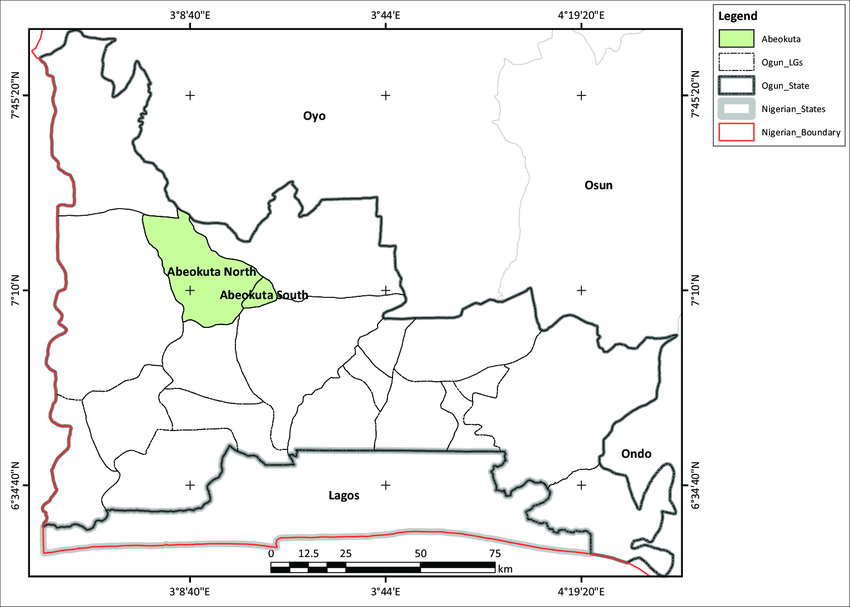 3°8'40"E
3°44'E
4°19'20"E
Legend
Abeokuta
Ogun_LGs
Ogun_State
Nigerian_States
Nigerian_Boundary
7°45'20"N
7°45'20"N
Oyo
Osun
Abeokuta North
7°10'N
7°10'N
Abeokuta South
Ondo
6°34'40"N
6°34'40"N
Lagos
0 12.5 25 50 75
km
3°8'40"E
3°44'E
4°19'20"E